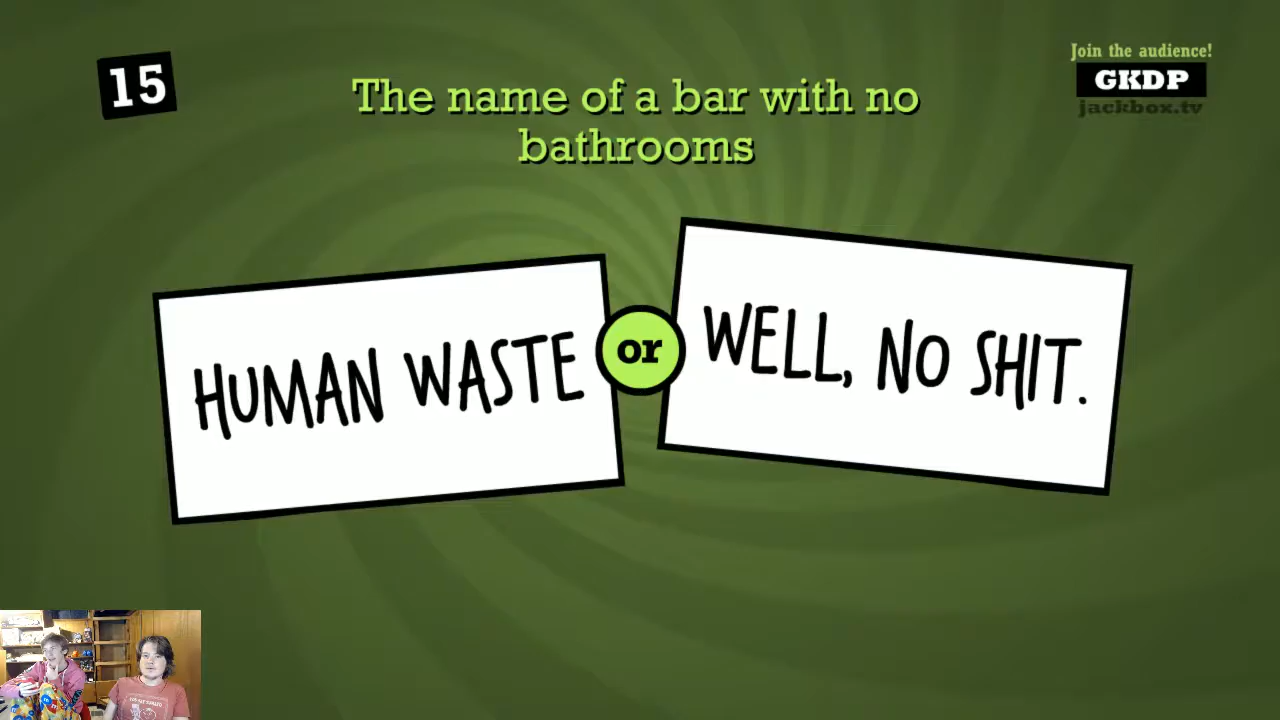 15
Join the audience!
GKDP
jackbox.tv
The name of a bar with no
bathrooms
HUMAN WASTE
or
WELL, NO SHIT.